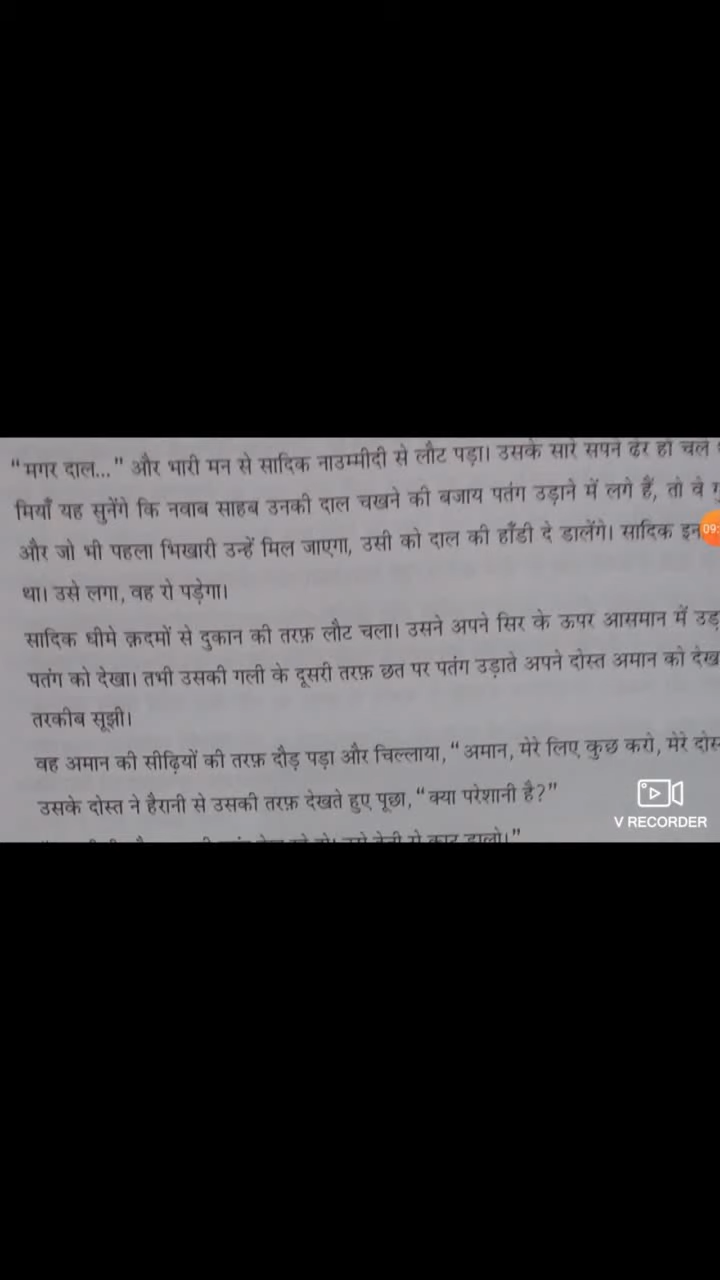 “मगर दाल...” और भारी मन से सादिक नाउम्मीदी से लौट पड़ा। उसके सारे सपने ढेर हो चले
मियाँ यह सुनेंगे कि नवाब साहब उनकी दाल चखने की बजाय पतंग उड़ाने में लगे हैं, तो वे
और जो भी पहला भिखारी उन्हें मिल जाएगा, उसी को दाल की हाँडी दे डालेंगे। सादिक इन
09:
था। उसे लगा, वह रो पड़ेगा।
सादिक धीमे क़दमों से दुकान की तरफ़ लौट चला। उसने अपने सिर के ऊपर आसमान में उड़
पतंग को देखा। तभी उसकी गली के दूसरी तरफ़ छत पर पतंग उड़ाते अपने दोस्त अमान को देख
तरकीब सूझी।
वह अमान की सीढ़ियों की तरफ़ दौड़ पड़ा और चिल्लाया, “अमान, मेरे लिए कुछ करो, मेरे दोस्
उसके दोस्त ने हैरानी से उसकी तरफ़ देखते हुए पूछा, “क्या परेशानी है?”
V RECORDER
काट डालो।”